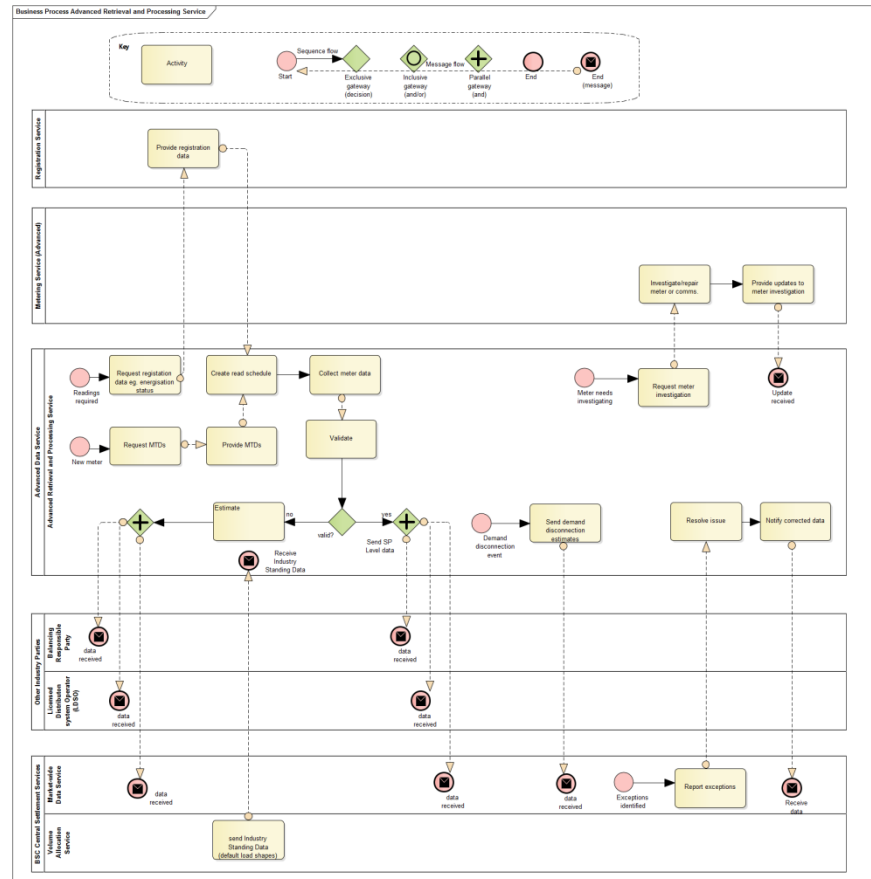 Business Process Advanced Retrieval and Processing Service
Key
Activity
Sequence flow
Start
Exclusive
gateway
(decision)
Inclusive
gateway
(and/or)
Message flow
Parallel
gateway
(and)
End
End
(message)
Registration Service
Provide registration
data
Metering Service (Advanced)
Investigate/repair
meter or comms.
Provide updates to
meter investigation
Advanced Data Service
Advanced Retrieval and Processing Service
Readings
required
Request registation
data eg. energisation
status
Create read schedule
Collect meter data
Meter needs
investigating
Request meter
investigation
Update
received
New meter
Request MTDs
Provide MTDs
Validate
Estimate
no
valid?
yes
Send SP
Level data
Receive
Industry
Standing Data
Demand
disconnection
event
Send demand
disconnection
estimates
Resolve issue
Notify corrected data
Other Industry Parties
Balancing
Responsible
Party
data
received
data
received
Licensed
Distribution
system Operator
(LDSO)
data
received
data
received
BSC Central Settlement Services
Market-wide
Data Service
data
received
data
received
data
received
Exceptions
identified
Report exceptions
Receive
data
Volume
Allocation
Service
send Industry
Standing Data
(default load shapes)